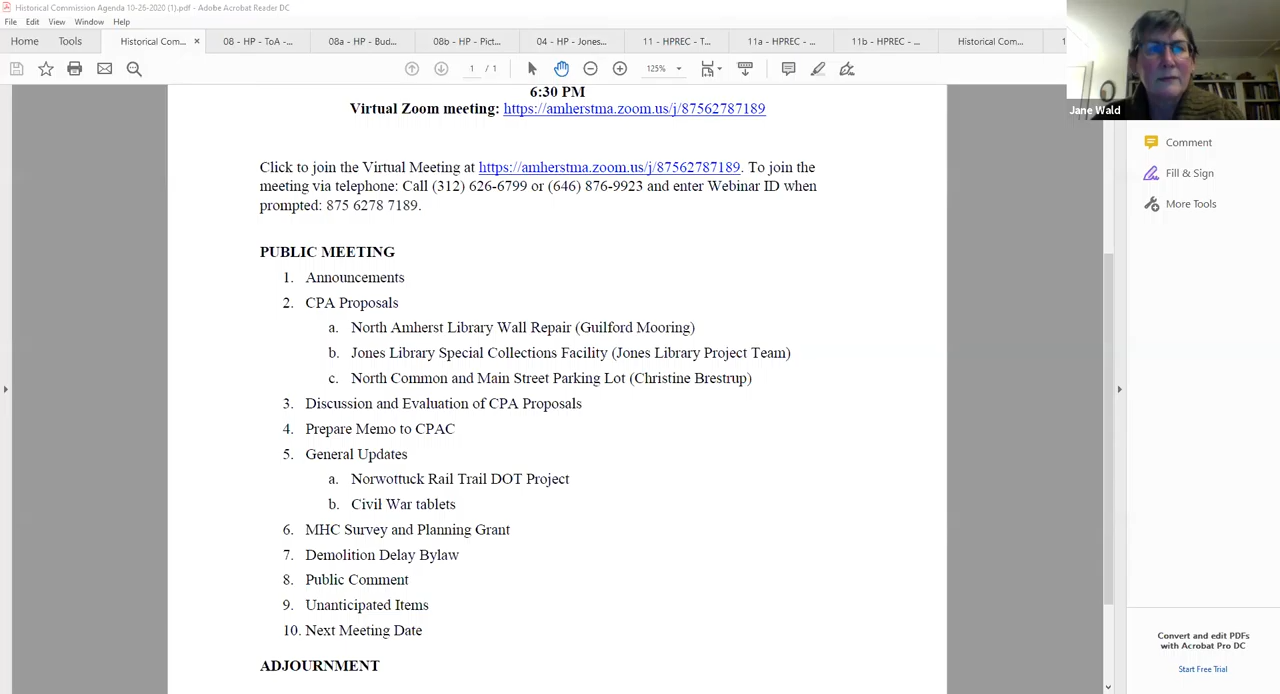 Historical Commission Agenda 10-26-2020 (1).pdf - Adobe Acrobat Reader DC
File Edit View Window Help
Home Tools Historical Com... × 08 - HP - ToA -... 08a - HP - Bud... 08b - HP - Pict... 04 - HP - Jones... 11 - HPREC - T... 11a - HPREC - ... 11b - HPREC - ... Historical Com...
1 / 1 125%
6:30 PM
Virtual Zoom meeting: https://amherstma.zoom.us/j/87562787189
Click to join the Virtual Meeting at https://amherstma.zoom.us/j/87562787189. To join the
meeting via telephone: Call (312) 626-6799 or (646) 876-9923 and enter Webinar ID when
prompted: 875 6278 7189.
PUBLIC MEETING
1. Announcements
2. CPA Proposals
a. North Amherst Library Wall Repair (Guilford Mooring)
b. Jones Library Special Collections Facility (Jones Library Project Team)
c. North Common and Main Street Parking Lot (Christine Brestrup)
3. Discussion and Evaluation of CPA Proposals
4. Prepare Memo to CPAC
5. General Updates
a. Norwottuck Rail Trail DOT Project
b. Civil War tablets
6. MHC Survey and Planning Grant
7. Demolition Delay Bylaw
8. Public Comment
9. Unanticipated Items
10. Next Meeting Date
ADJOURNMENT
Jane Wald
Comment
Fill & Sign
More Tools
Convert and edit PDFs
with Acrobat Pro DC
Start Free Trial